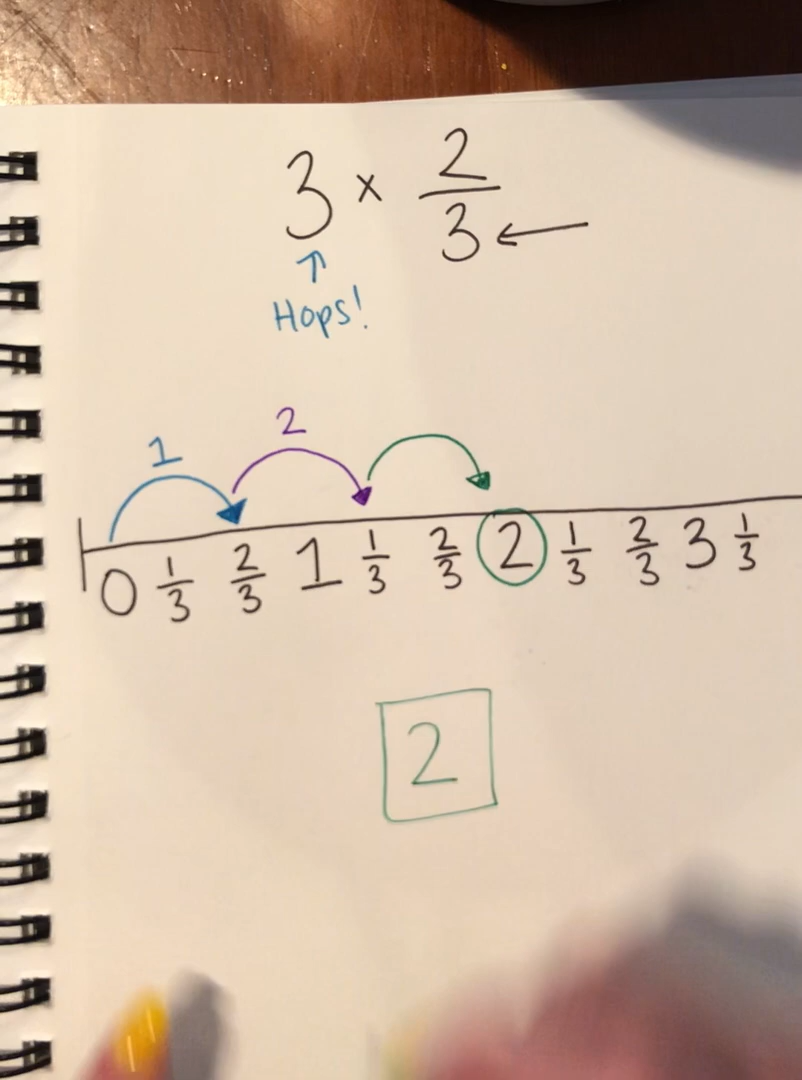 3 × 2/3 ←
↑
Hops!
1 2
0 1/3 2/3 1 1/3 2/3 2 1/3 2/3 3 1/3
2